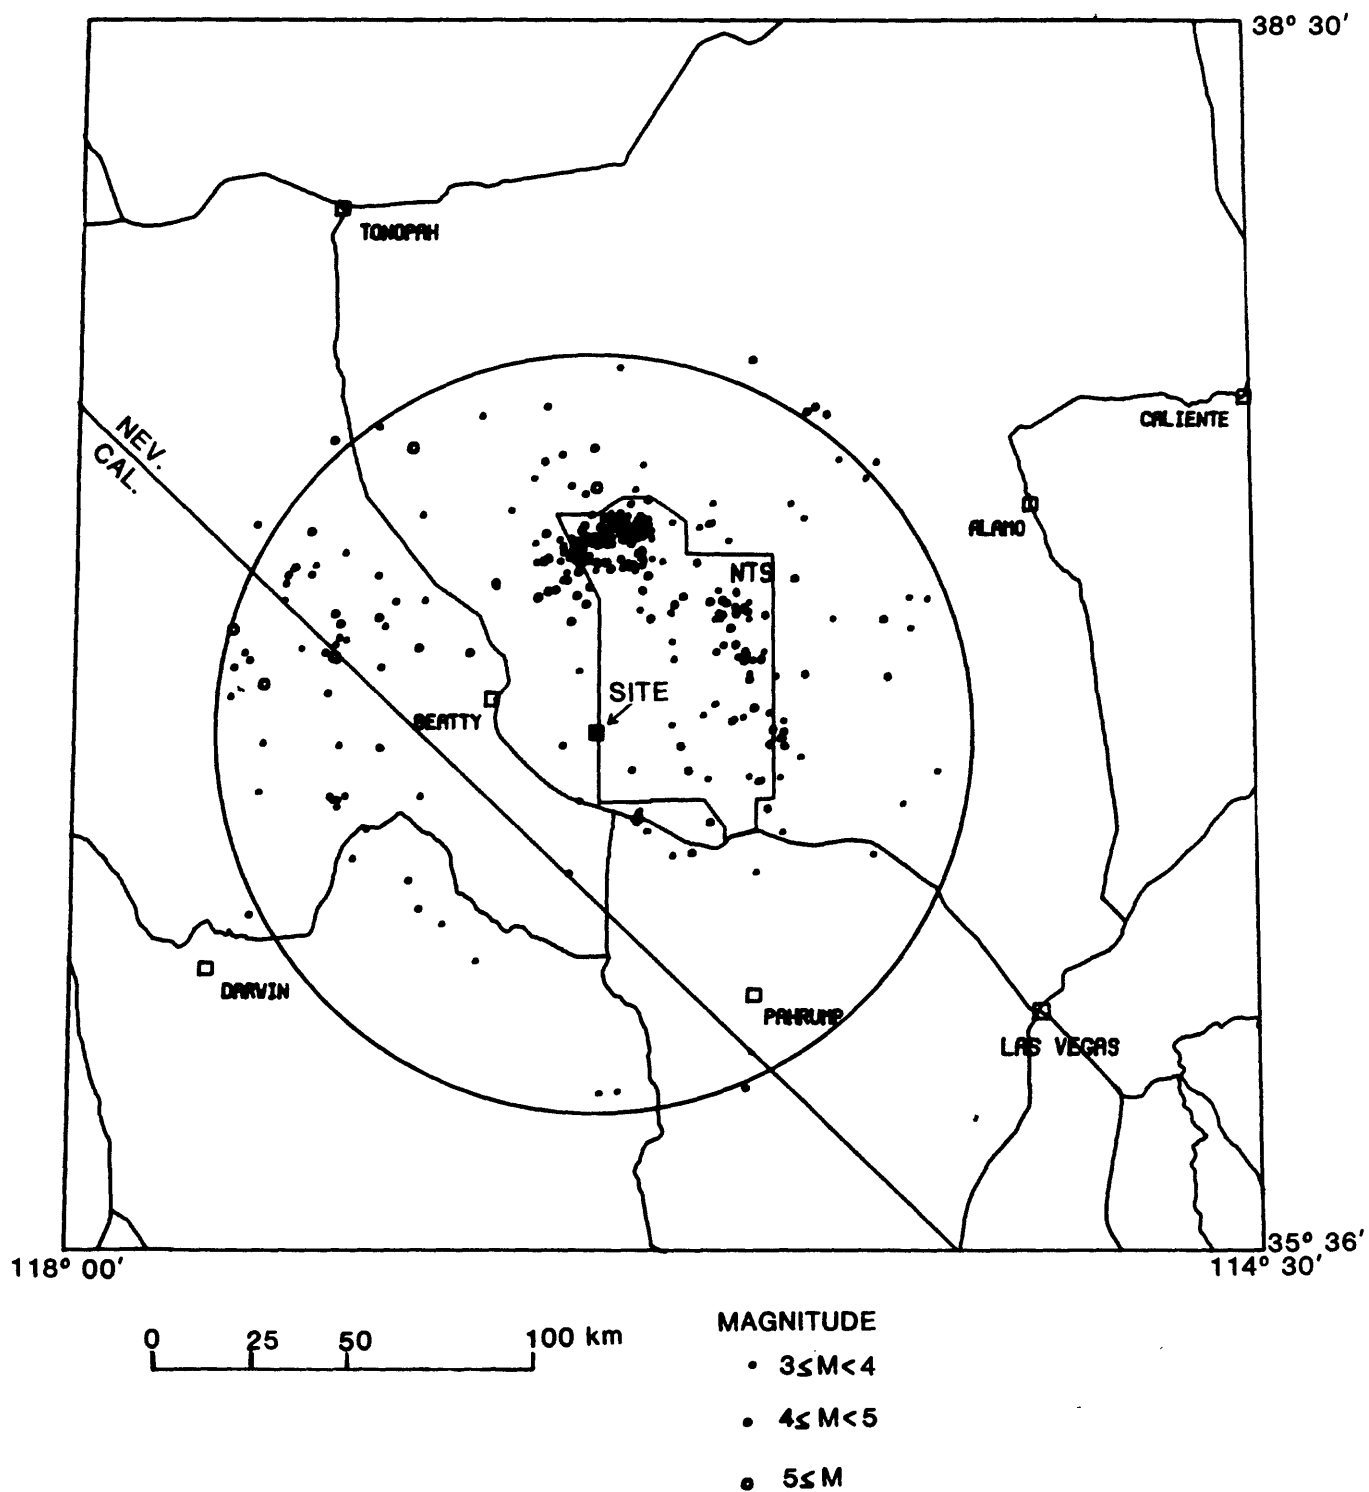 38° 30'
TONOPAH
NEV.
CAL.
CALIENTE
ALAMO
NTS
SITE
BEATTY
DARWIN
PAHRUMP
LAS VEGAS
35° 36'
118° 00'
114° 30'
0 25 50 100 km
MAGNITUDE
3≤M<4
4≤M<5
5≤M